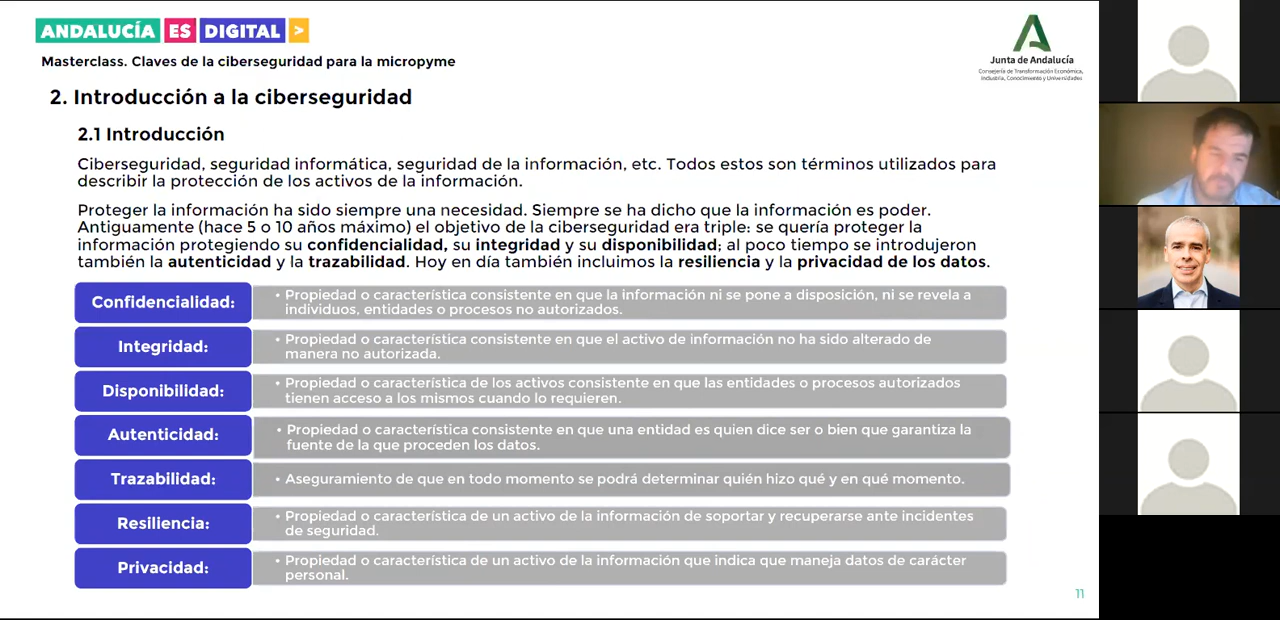 ANDALUCÍA ES DIGITAL >
Masterclass. Claves de la ciberseguridad para la micropyme
Junta de Andalucía
Consejería de Transformación Económica,
Industria, Conocimiento y Universidades
2. Introducción a la ciberseguridad
2.1 Introducción
Ciberseguridad, seguridad informática, seguridad de la información, etc. Todos estos son términos utilizados para
describir la protección de los activos de la información.
Proteger la información ha sido siempre una necesidad. Siempre se ha dicho que la información es poder.
Antiguamente (hace 5 o 10 años máximo) el objetivo de la ciberseguridad era triple: se quería proteger la
información protegiendo su confidencialidad, su integridad y su disponibilidad; al poco tiempo se introdujeron
también la autenticidad y la trazabilidad. Hoy en día también incluimos la resiliencia y la privacidad de los datos.
Confidencialidad:
• Propiedad o característica consistente en que la información ni se pone a disposición, ni se revela a
individuos, entidades o procesos no autorizados.
Integridad:
• Propiedad o característica consistente en que el activo de información no ha sido alterado de
manera no autorizada.
Disponibilidad:
• Propiedad o característica de los activos consistente en que las entidades o procesos autorizados
tienen acceso a los mismos cuando lo requieren.
Autenticidad:
• Propiedad o característica consistente en que una entidad es quien dice ser o bien que garantiza la
fuente de la que proceden los datos.
Trazabilidad:
• Aseguramiento de que en todo momento se podrá determinar quién hizo qué y en qué momento.
Resiliencia:
• Propiedad o característica de un activo de la información de soportar y recuperarse ante incidentes
de seguridad.
Privacidad:
• Propiedad o característica de un activo de la información que indica que maneja datos de carácter
personal.
11